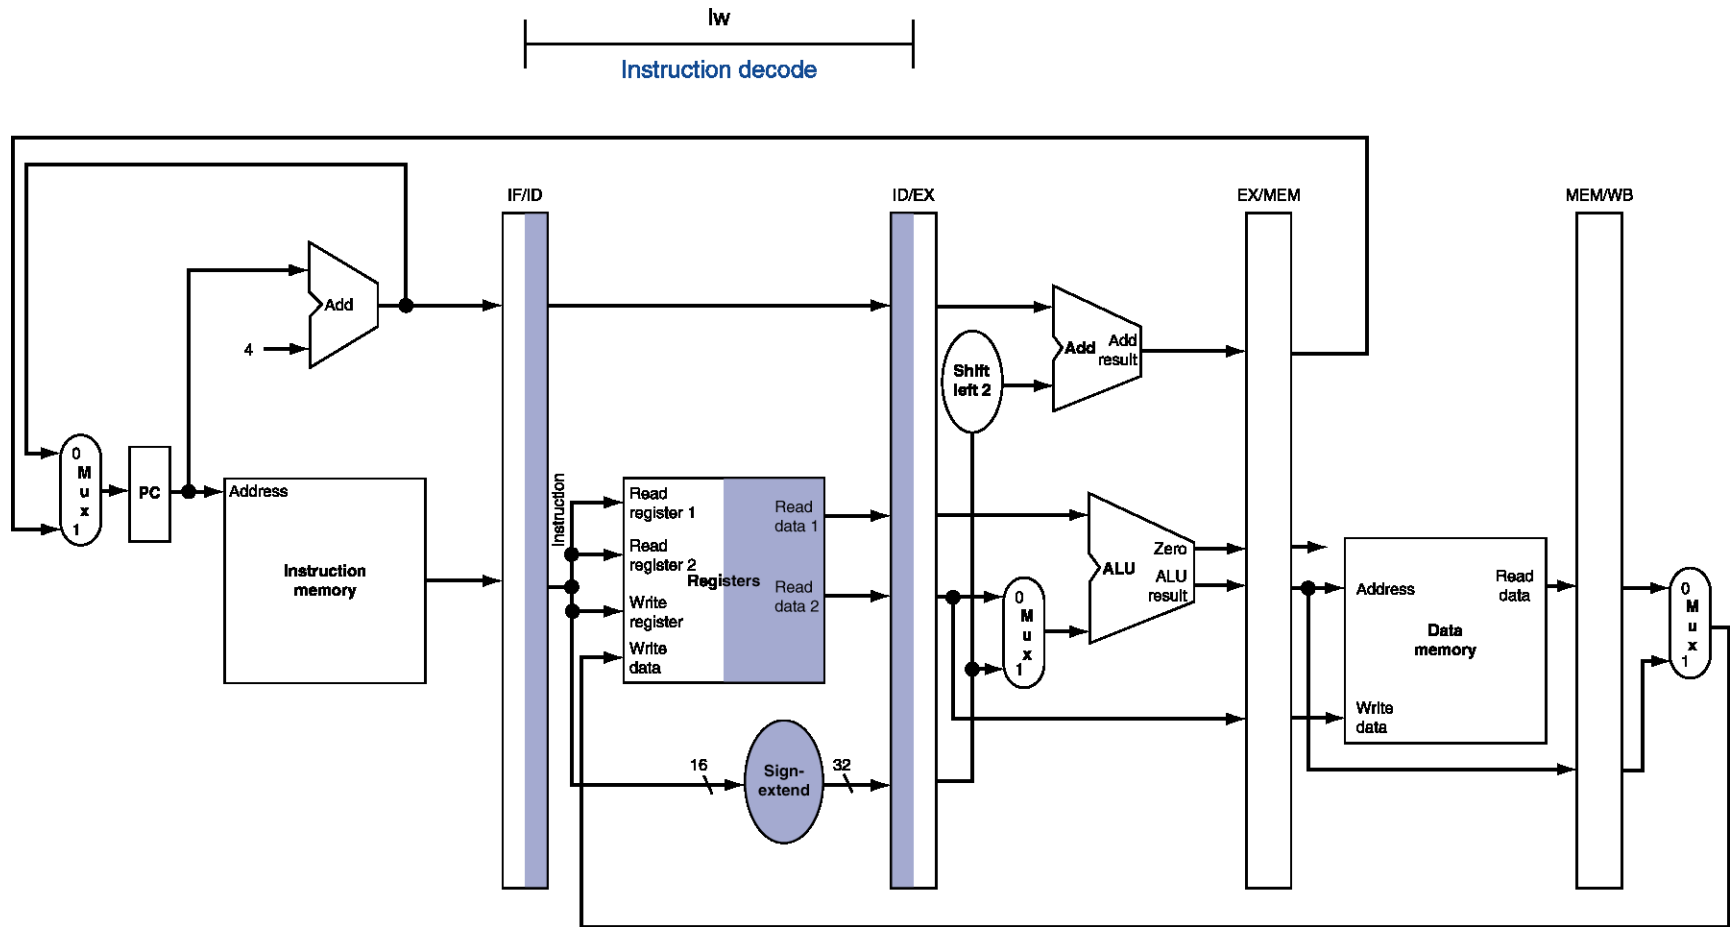 lw
Instruction decode
IF/ID
ID/EX
EX/MEM
MEM/WB
Add
4
Add
Add
result
Shift
left 2
0
M
u
x
1
PC
Address
Instruction
memory
Instruction
Read
register 1
Read
register 2
Write
register
Write
data
Registers
Read
data 1
Read
data 2
16
Sign-
extend
32
0
M
u
x
1
Zero
ALU
ALU
result
Address
Read
data
Data
memory
Write
data
0
M
u
x
1